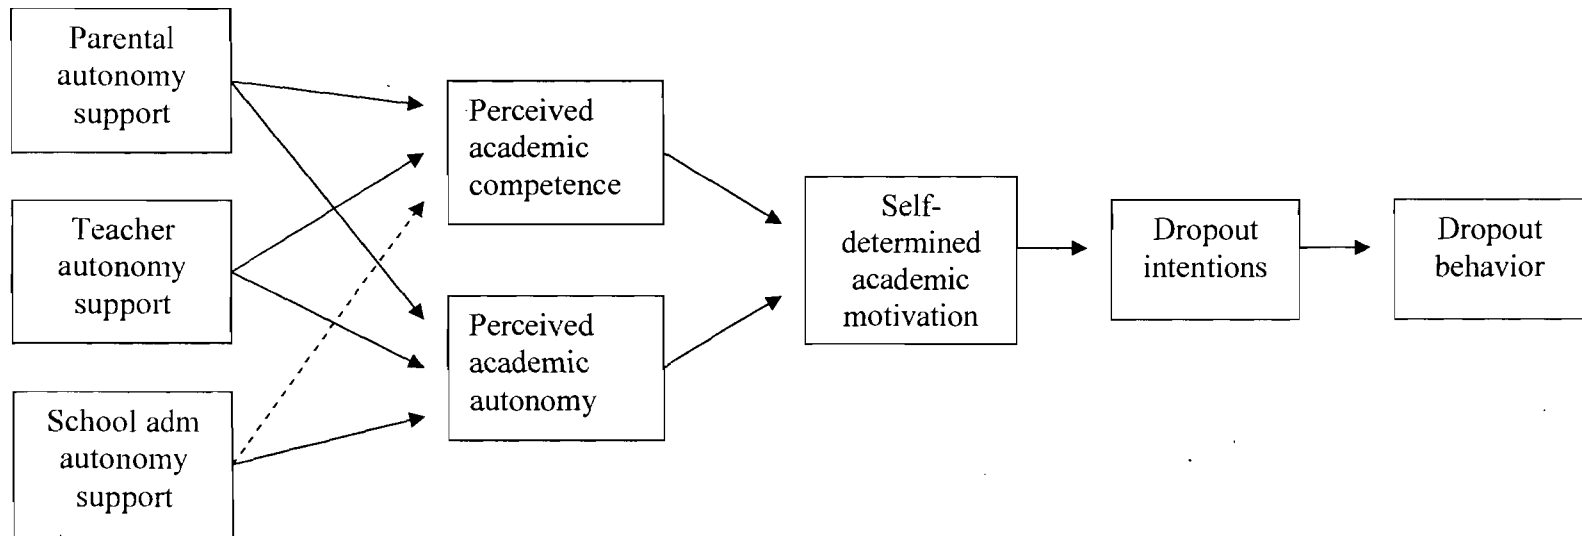 Parental
autonomy
support
Teacher
autonomy
support
School adm
autonomy
support
Perceived
academic
competence
Perceived
academic
autonomy
Self-
determined
academic
motivation
Dropout
intentions
Dropout
behavior